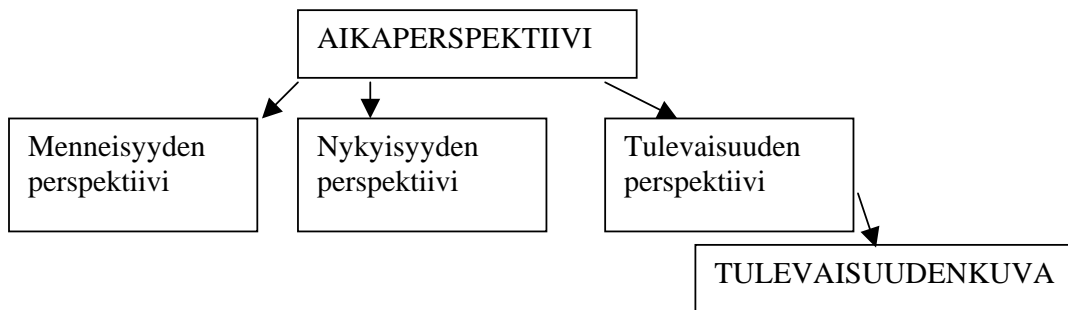 AIKAPERSPEKTIIVI
Menneisyyden
perspektiivi
Nykyisyyden
perspektiivi
Tulevaisuuden
perspektiivi
TULEVAISUUDENKUVA